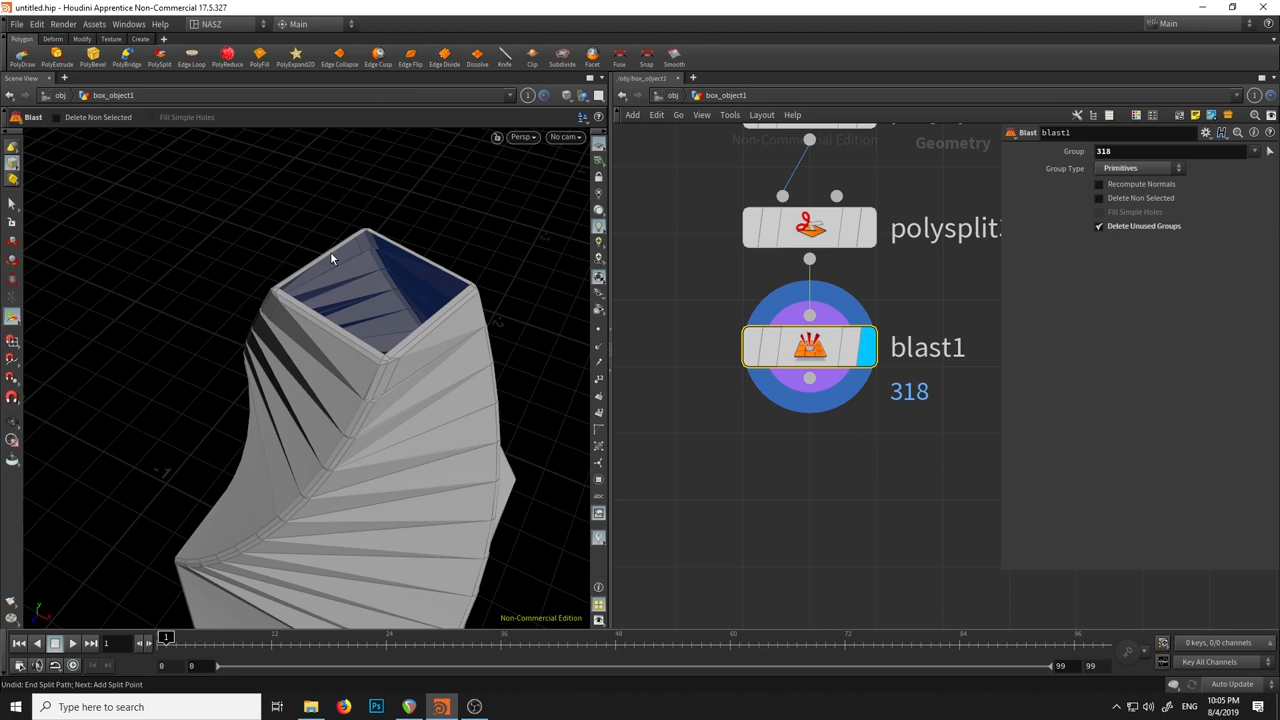 untitled.hip - Houdini Apprentice Non-Commercial 17.5.327
File Edit Render Assets Windows Help NASZ Main Main
Polygon Deform Modify Texture Create
PolyDraw PolyExtrude PolyBevel PolyBridge PolySplit Edge Loop PolyReduce PolyFill PolyExpand2D Edge Collapse Edge Cusp Edge Flip Edge Divide Dissolve Knife Clip Subdivide Facet Fuse Snap Smooth
Scene View /obj/box_object1
obj box_object1 1 obj box_object1 1
Blast Delete Non Selected Fill Simple Holes
Add Edit Go View Tools Layout Help
Persp No cam
Non-Commercial Edition Geometry
Blast blast1
Group 318
Group Type Primitives
Recompute Normals
Delete Non Selected
Fill Simple Holes
Delete Unused Groups
blast1
318
abc
-1
y
Non-Commercial Edition
1 1 12 24 36 48 60 72 84 96
0 keys, 0/0 channels
0 0 99 99
Key All Channels
Undid: End Split Path; Next: Add Split Point
Auto Update
Type here to search
Ps
ENG
10:05 PM
8/4/2019